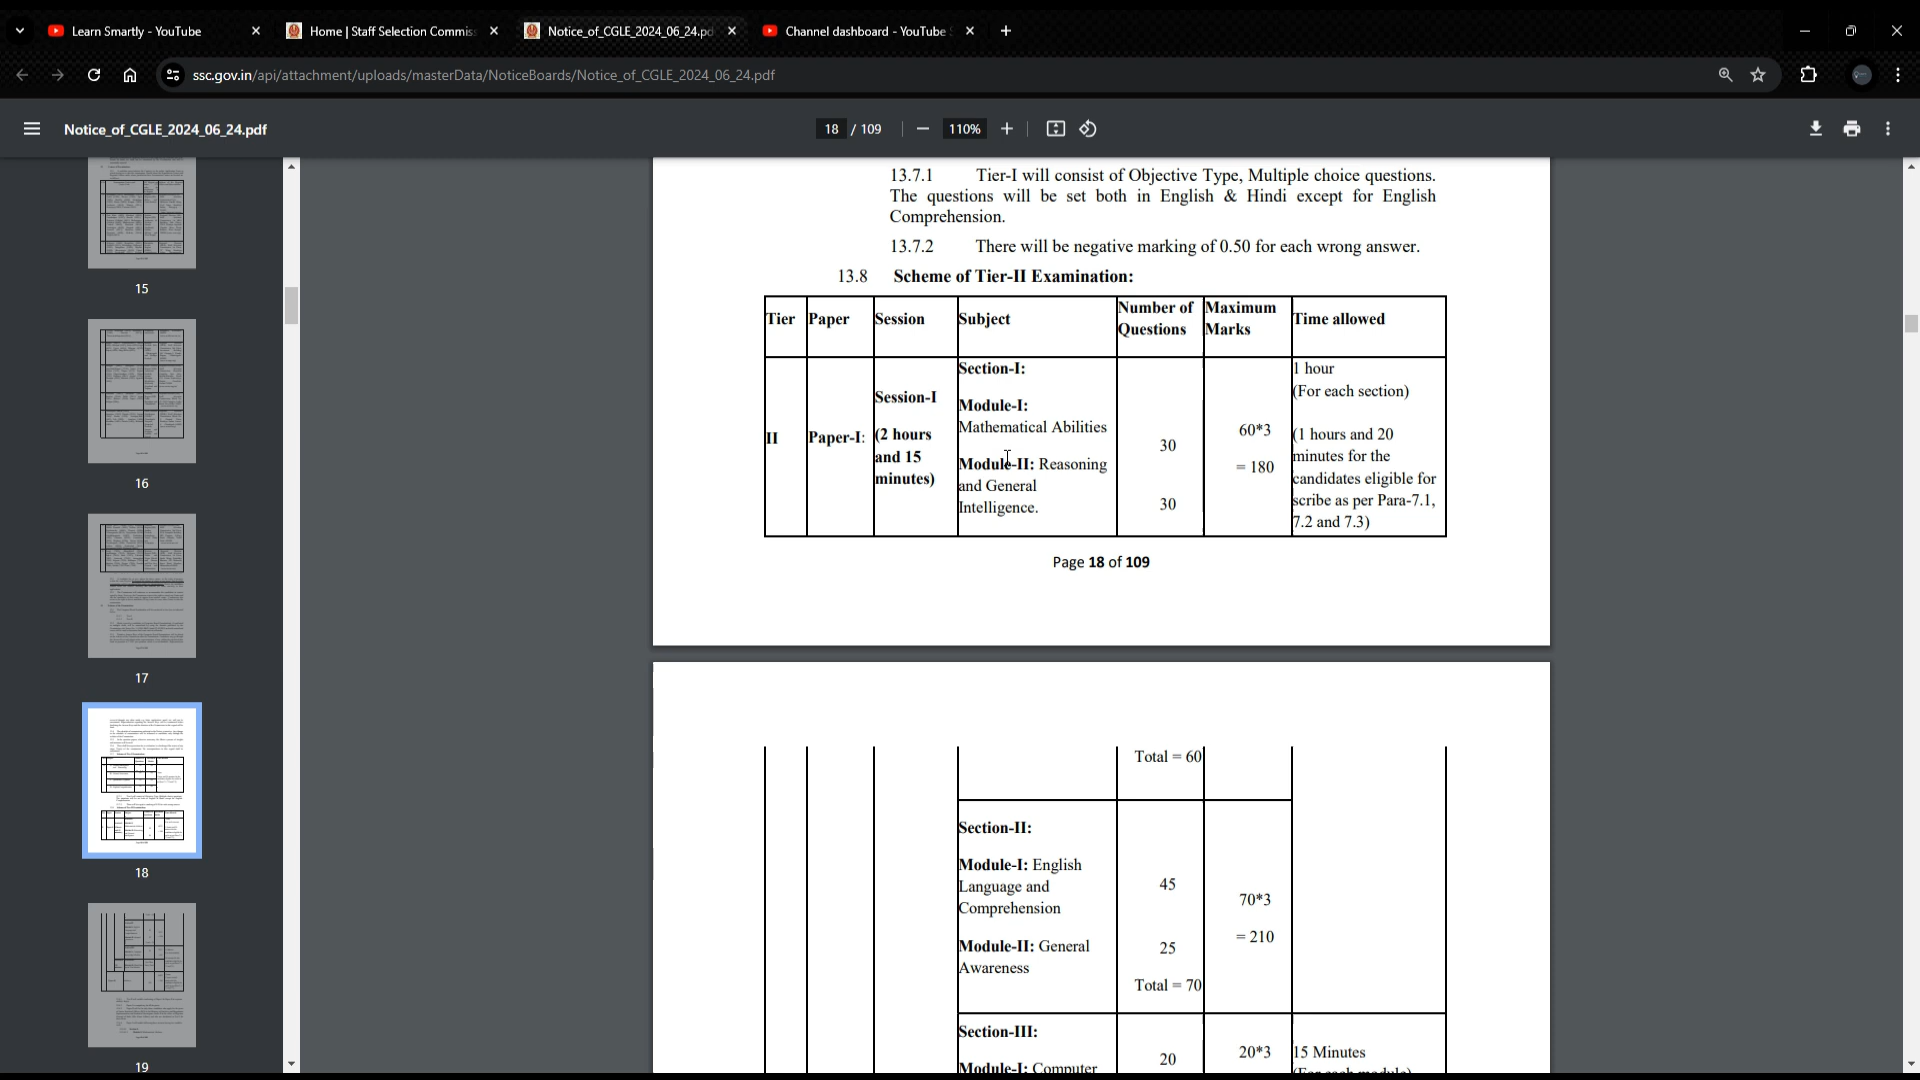 Learn Smartly - YouTube
Home | Staff Selection Commis
Notice_of_CGLE_2024_06_24.pd
Channel dashboard - YouTube
ssc.gov.in/api/attachment/uploads/masterData/NoticeBoards/Notice_of_CGLE_2024_06_24.pdf
Notice_of_CGLE_2024_06_24.pdf
18 / 109
110%
15
16
17
18
19
13.7.1 Tier-I will consist of Objective Type, Multiple choice questions.
The questions will be set both in English & Hindi except for English
Comprehension.
13.7.2 There will be negative marking of 0.50 for each wrong answer.
13.8 Scheme of Tier-II Examination:
Tier
Paper
Session
Subject
Number of
Questions
Maximum
Marks
Time allowed
II
Paper-I:
Session-I
(2 hours
and 15
minutes)
Section-I:
Module-I:
Mathematical Abilities
Module-II: Reasoning
and General
Intelligence.
30
30
60*3
= 180
1 hour
(For each section)
(1 hours and 20
minutes for the
candidates eligible for
scribe as per Para-7.1,
7.2 and 7.3)
Page 18 of 109
Total = 60
Section-II:
Module-I: English
Language and
Comprehension
Module-II: General
Awareness
45
25
Total = 70
70*3
= 210
Section-III:
Module-I: Computer
20
20*3
15 Minutes
(For each module)